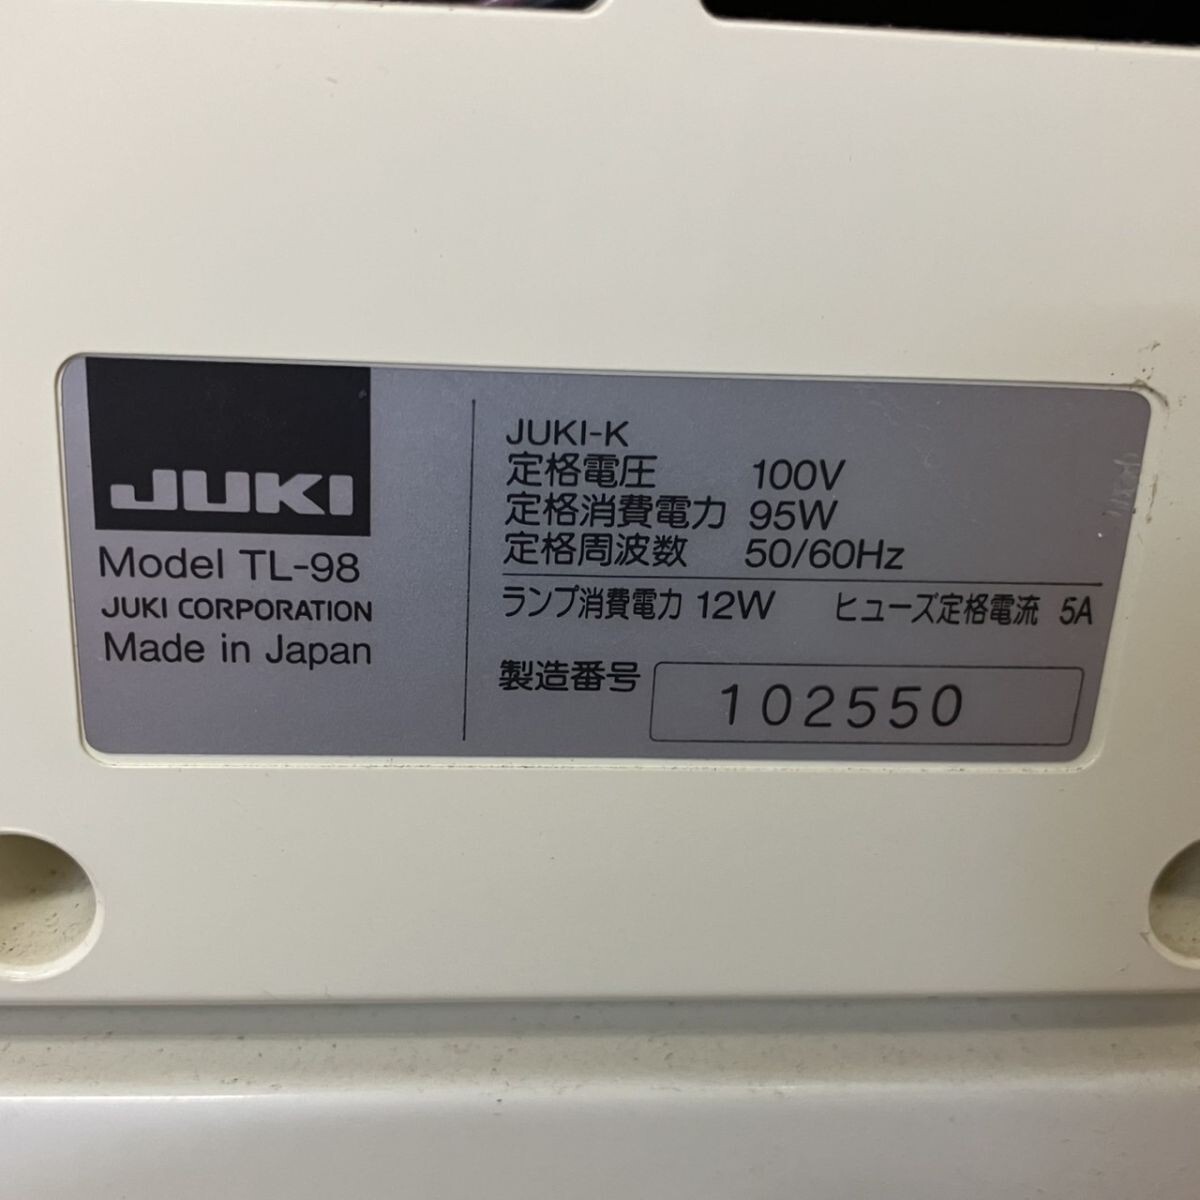 JUKI
Model TL-98
JUKI CORPORATION
Made in Japan
JUKI-K
定格電圧 100V
定格消費電力 95W
定格周波数 50/60Hz
ランプ消費電力 12W ヒューズ定格電流 5A
製造番号 102550